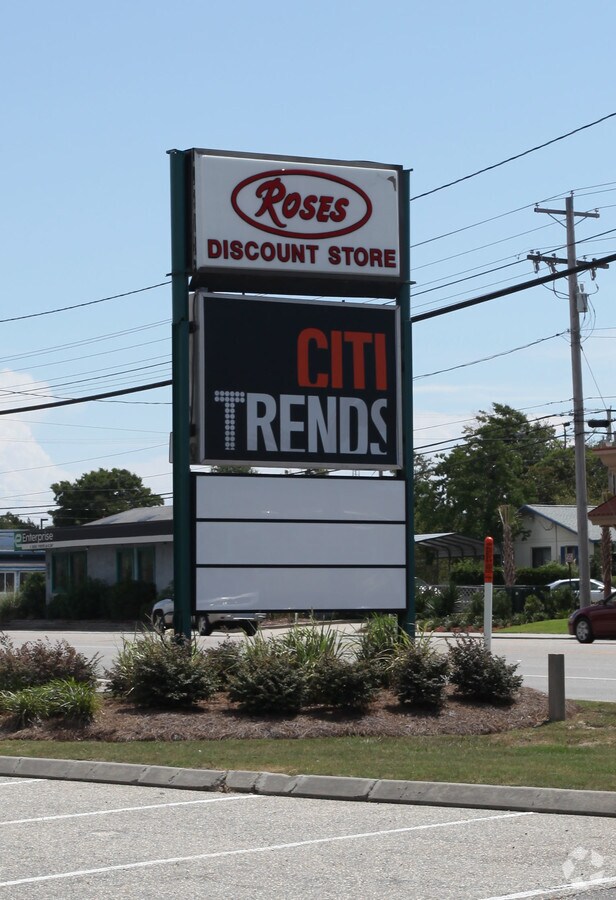 ROSES
DISCOUNT STORE
CITI
TRENDS
Enterprise